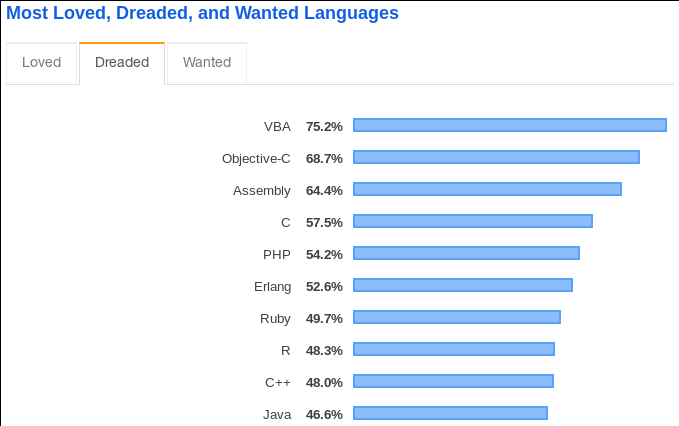 Most Loved, Dreaded, and Wanted Languages
Loved Dreaded Wanted
VBA 75.2%
Objective-C 68.7%
Assembly 64.4%
C 57.5%
PHP 54.2%
Erlang 52.6%
Ruby 49.7%
R 48.3%
C++ 48.0%
Java 46.6%